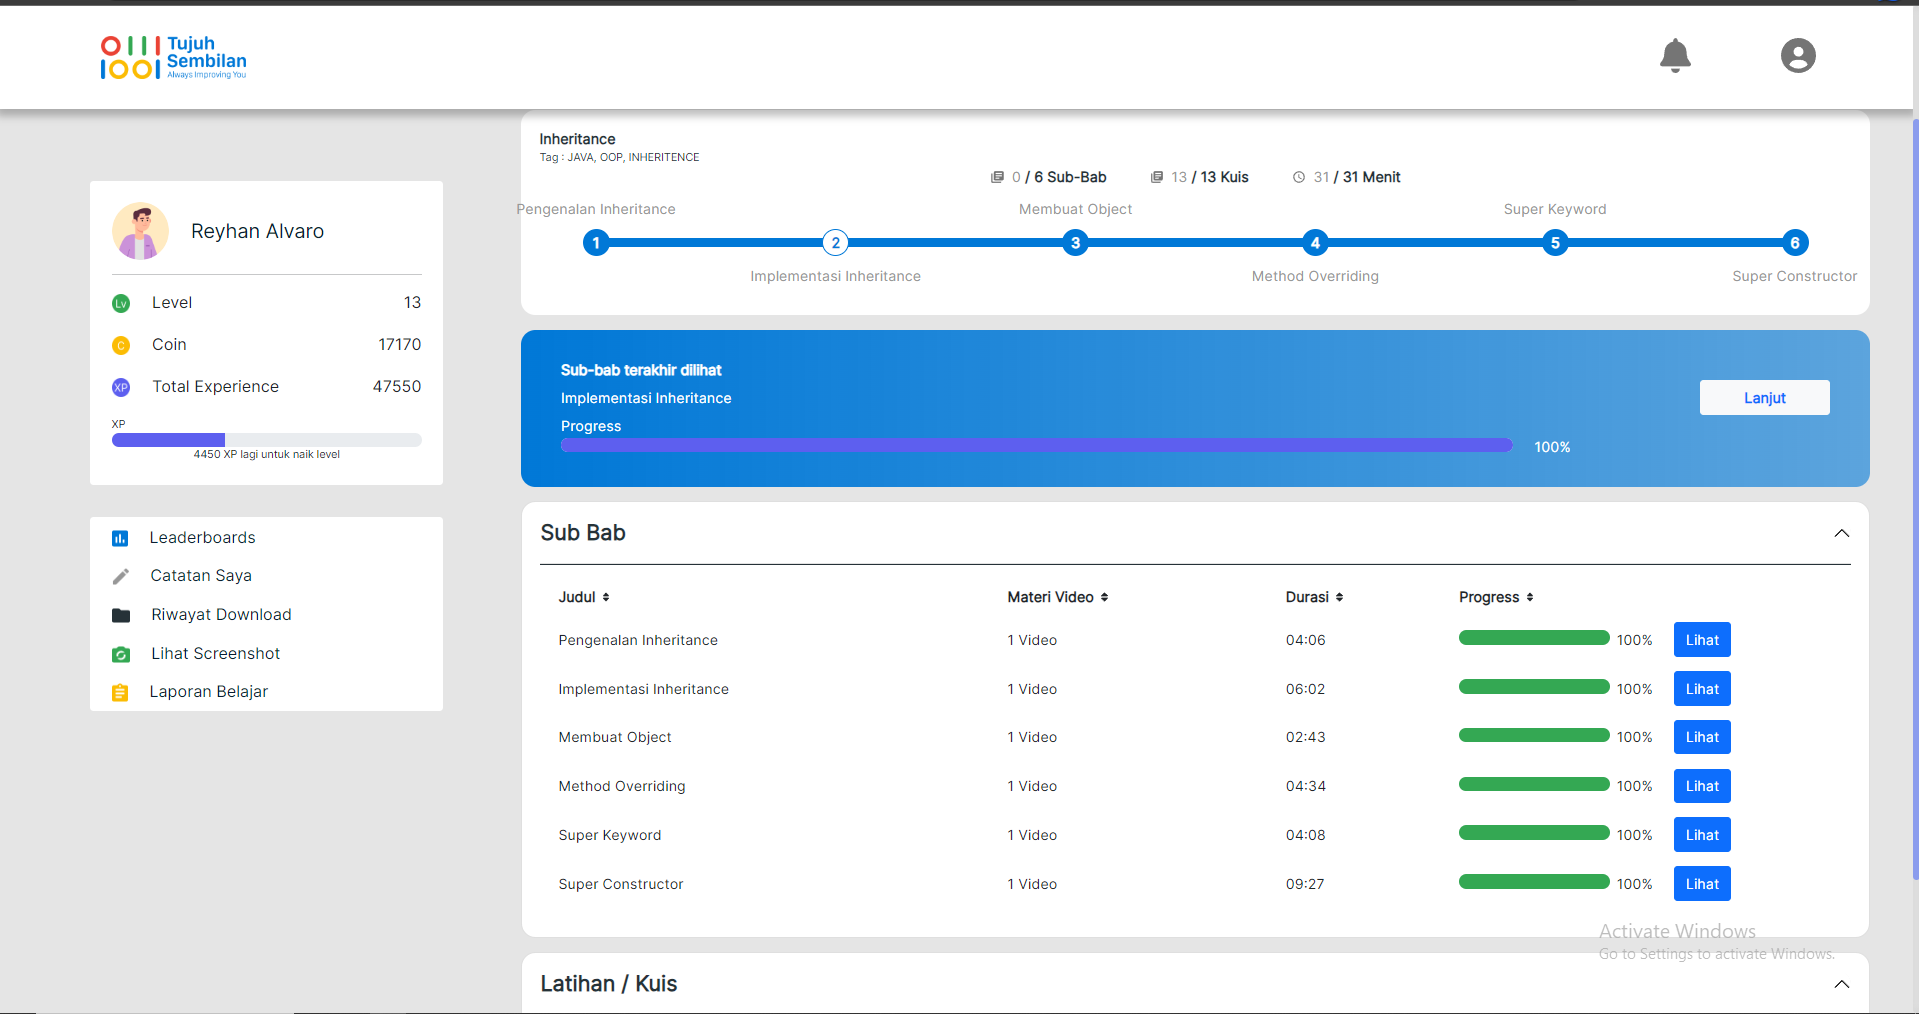 Tujuh
Sembilan
Always Improving You
Reyhan Alvaro
Lv Level 13
C Coin 17170
XP Total Experience 47550
XP
4450 XP lagi untuk naik level
Leaderboards
Catatan Saya
Riwayat Download
Lihat Screenshot
Laporan Belajar
Inheritance
Tag : JAVA, OOP, INHERITENCE
0 / 6 Sub-Bab 13 / 13 Kuis 31 / 31 Menit
Pengenalan Inheritance Membuat Object Super Keyword
1 2 3 4 5 6
Implementasi Inheritance Method Overriding Super Constructor
Sub-bab terakhir dilihat
Implementasi Inheritance
Lanjut
Progress
100%
Sub Bab
Judul Materi Video Durasi Progress
Pengenalan Inheritance 1 Video 04:06 100% Lihat
Implementasi Inheritance 1 Video 06:02 100% Lihat
Membuat Object 1 Video 02:43 100% Lihat
Method Overriding 1 Video 04:34 100% Lihat
Super Keyword 1 Video 04:08 100% Lihat
Super Constructor 1 Video 09:27 100% Lihat
Activate Windows
Go to Settings to activate Windows.
Latihan / Kuis